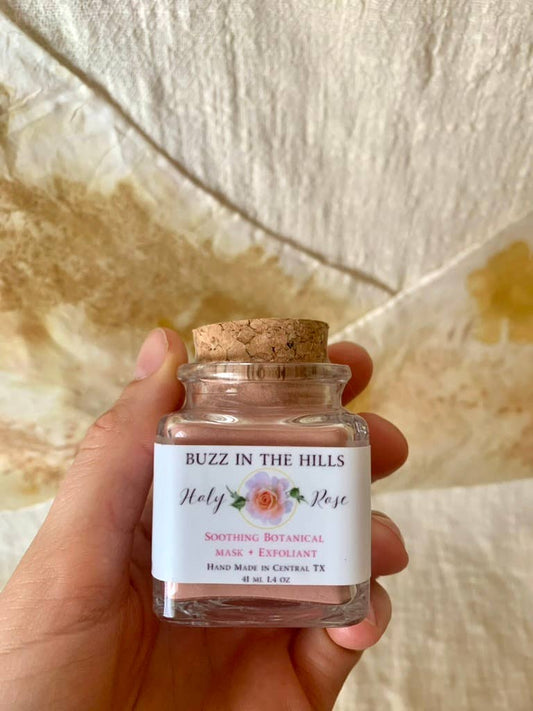 BUZZ IN THE HILLS
Holy Rose
Soothing Botanical
mask + Exfoliant
Hand Made in Central TX
41 ml 1.4 oz